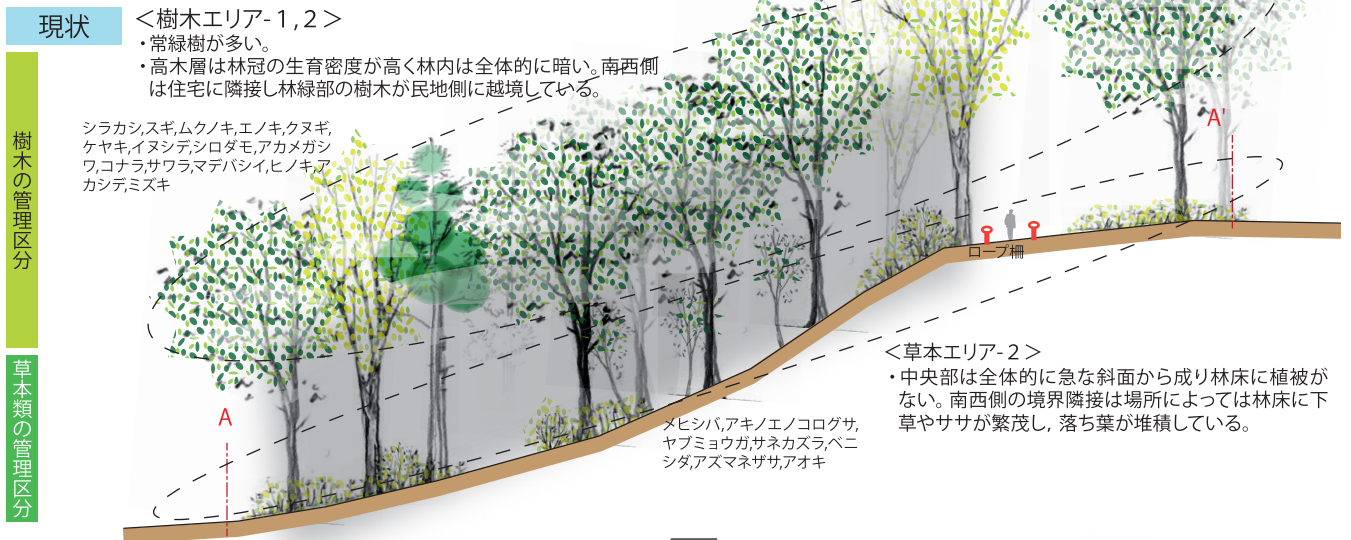 現状
＜樹木エリア-１,２＞
・常緑樹が多い。
・高木層は林冠の生育密度が高く林内は全体的に暗い。南西側
は住宅に隣接し林緑部の樹木が民地側に越境している。
樹木の管理区分
シラカシ,スギ,ムクノキ,エノキ,クヌギ,
ケヤキ,イヌシデ,シロダモ,アカメガシ
ワ,コナラ,サワラ,マデバシイ,ヒノキ,ア
カシデ,ミズキ
A'
ロープ柵
草本類の管理区分
A
＜草本エリア-２＞
・中央部は全体的に急な斜面から成り林床に植被が
ない。南西側の境界隣接は場所によっては林床に下
草やササが繁茂し, 落ち葉が堆積している。
メヒシバ,アキノエノコログサ,
ヤブミョウガ,サネカズラ,ベニ
シダ,アズマネザサ,アオキ